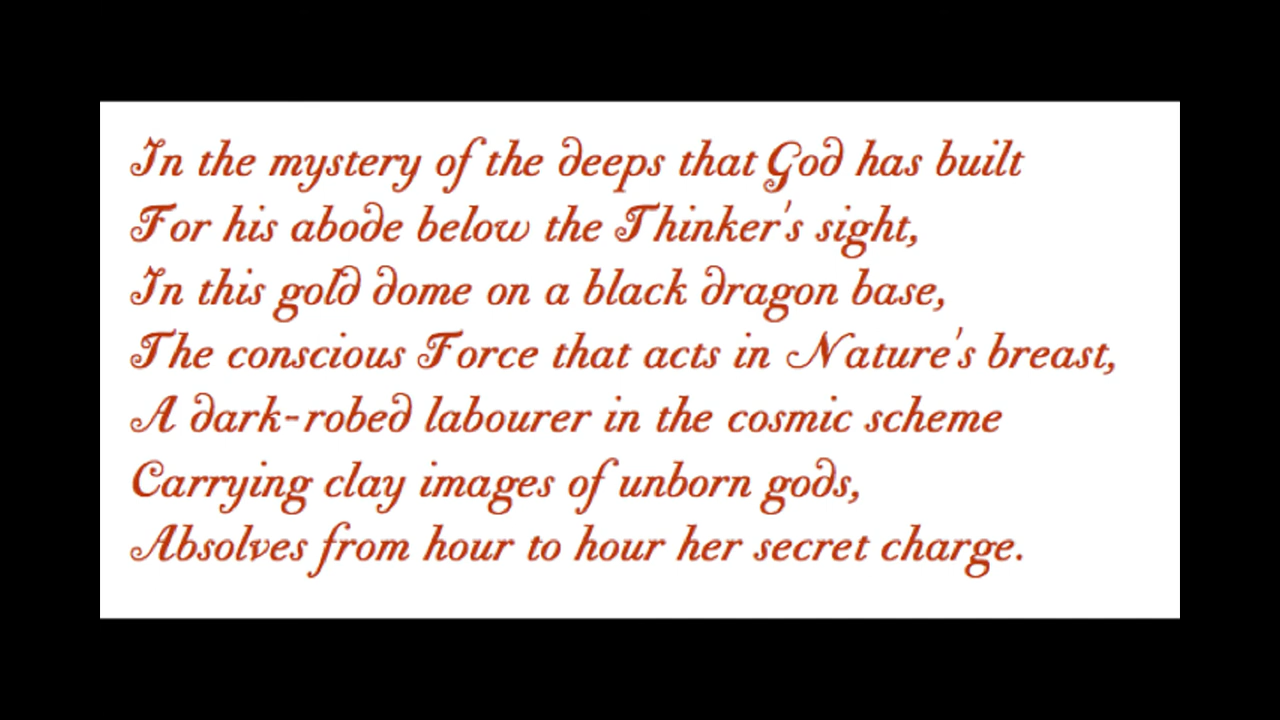 In the mystery of the deeps that God has built
For his abode below the Thinker's sight,
In this gold dome on a black dragon base,
The conscious Force that acts in Nature's breast,
A dark-robed labourer in the cosmic scheme
Carrying clay images of unborn gods,
Absolves from hour to hour her secret charge.